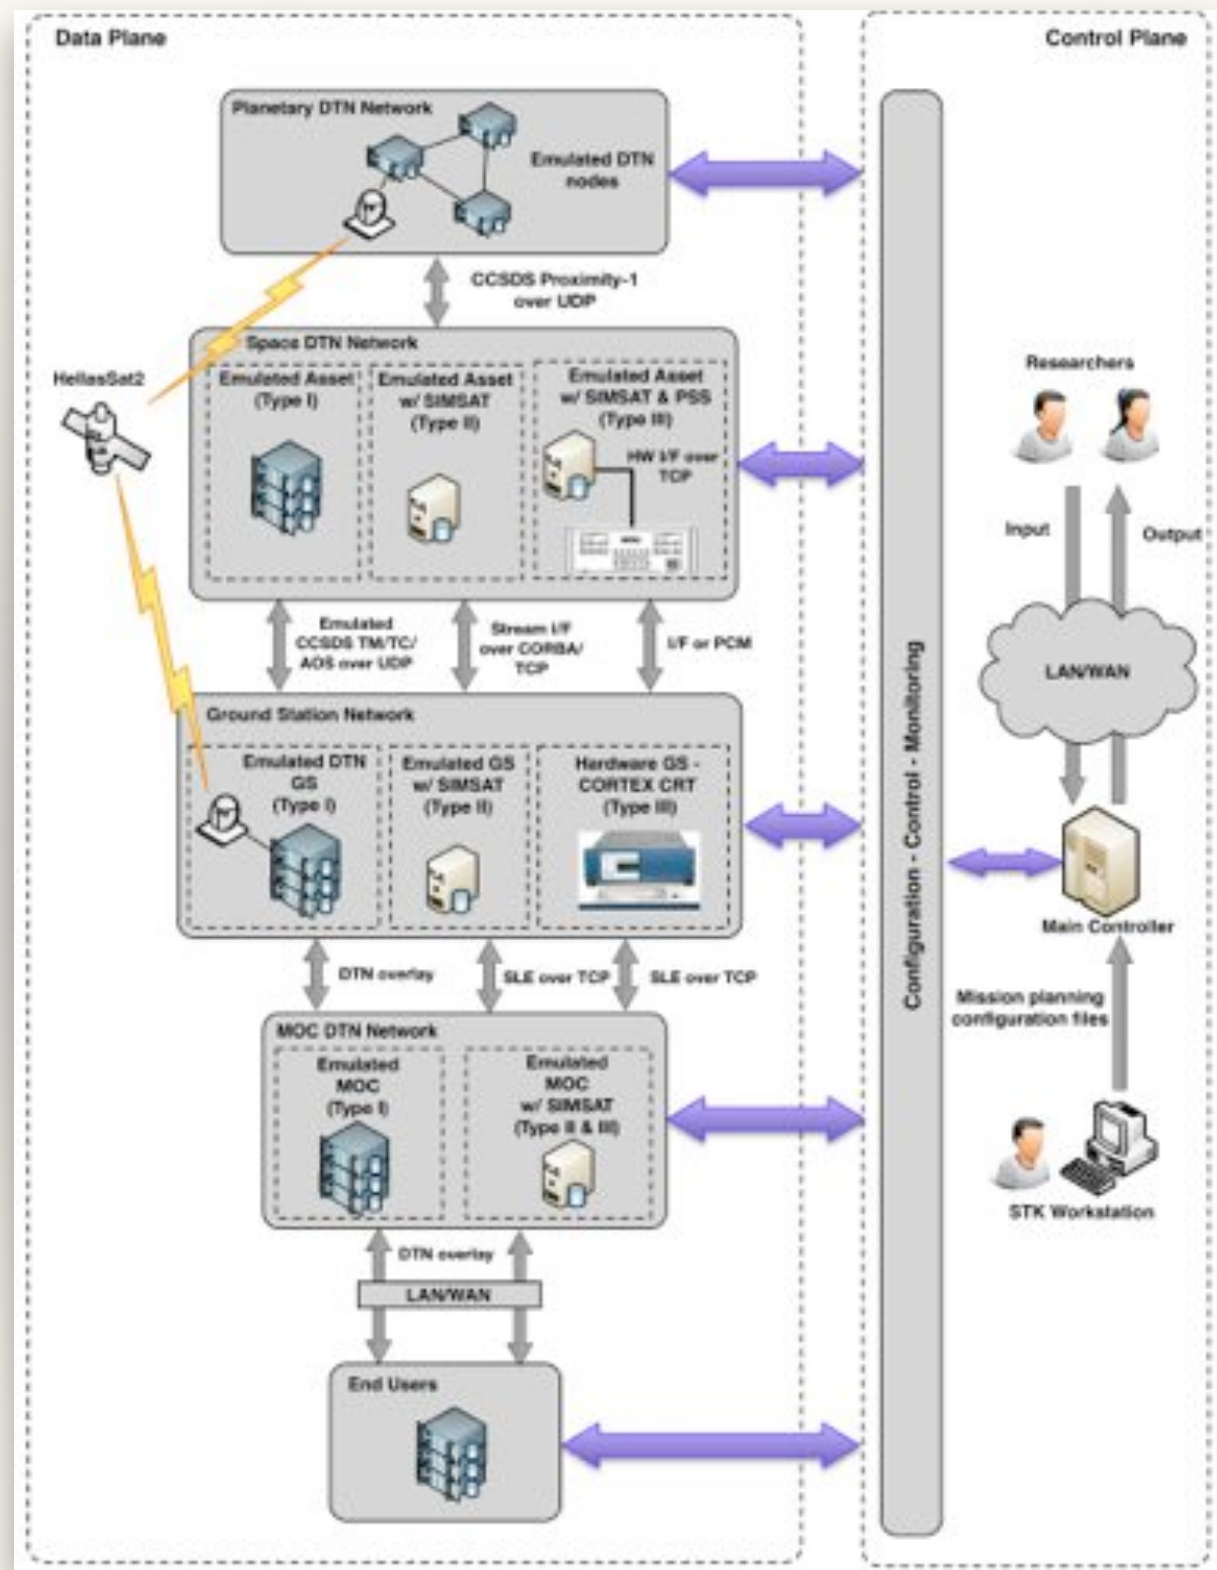 Data Plane
Control Plane
Planetary DTN Network
Emulated DTN
nodes
CCSDS Proximity-1
over UDP
HellasSat2
Space DTN Network
Emulated Asset
(Type I)
Emulated Asset
w/ SIMSAT
(Type II)
Emulated Asset
w/ SIMSAT & PSS
(Type III)
HW I/F over
TCP
Emulated
CCSDS TM/TC/
AOS over UDP
Stream I/F
over CORBA/
TCP
I/F or PCM
Ground Station Network
Emulated DTN
GS
(Type I)
Emulated GS
w/ SIMSAT
(Type II)
Hardware GS -
CORTEX CRT
(Type III)
DTN overlay
SLE over TCP
SLE over TCP
MOC DTN Network
Emulated
MOC
(Type I)
Emulated
MOC
w/ SIMSAT
(Type II & III)
DTN overlay
LAN/WAN
End Users
Configuration - Control - Monitoring
Researchers
Input
Output
LAN/WAN
Main Controller
Mission planning
configuration files
STK Workstation